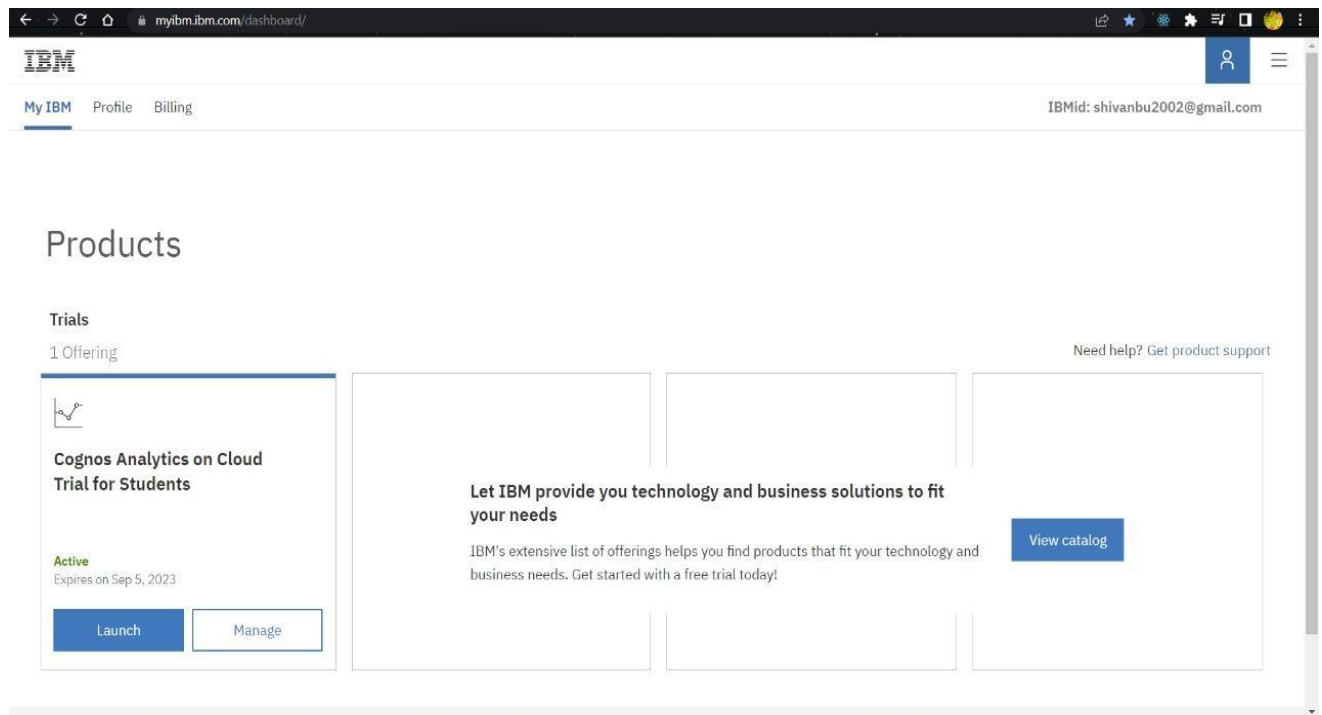 myibm.ibm.com/dashboard/
IBM
My IBM Profile Billing
IBMid: shivanbu2002@gmail.com
Products
Trials
1 Offering
Need help? Get product support
Cognos Analytics on Cloud
Trial for Students
Active
Expires on Sep 5, 2023
Launch
Manage
Let IBM provide you technology and business solutions to fit
your needs
IBM's extensive list of offerings helps you find products that fit your technology and
business needs. Get started with a free trial today!
View catalog